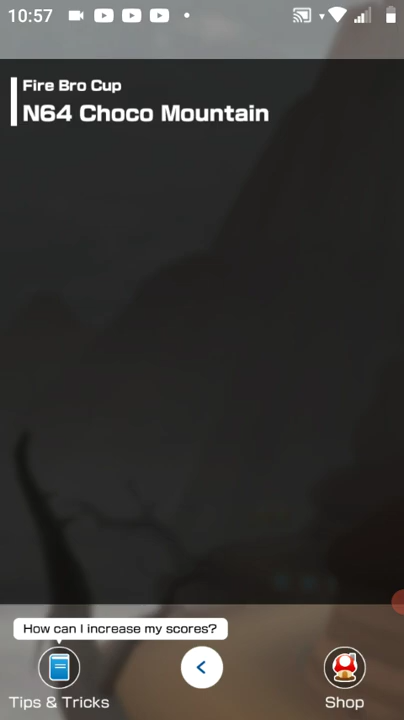 10:57
Fire Bro Cup
N64 Choco Mountain
How can I increase my scores?
Tips & Tricks
Shop